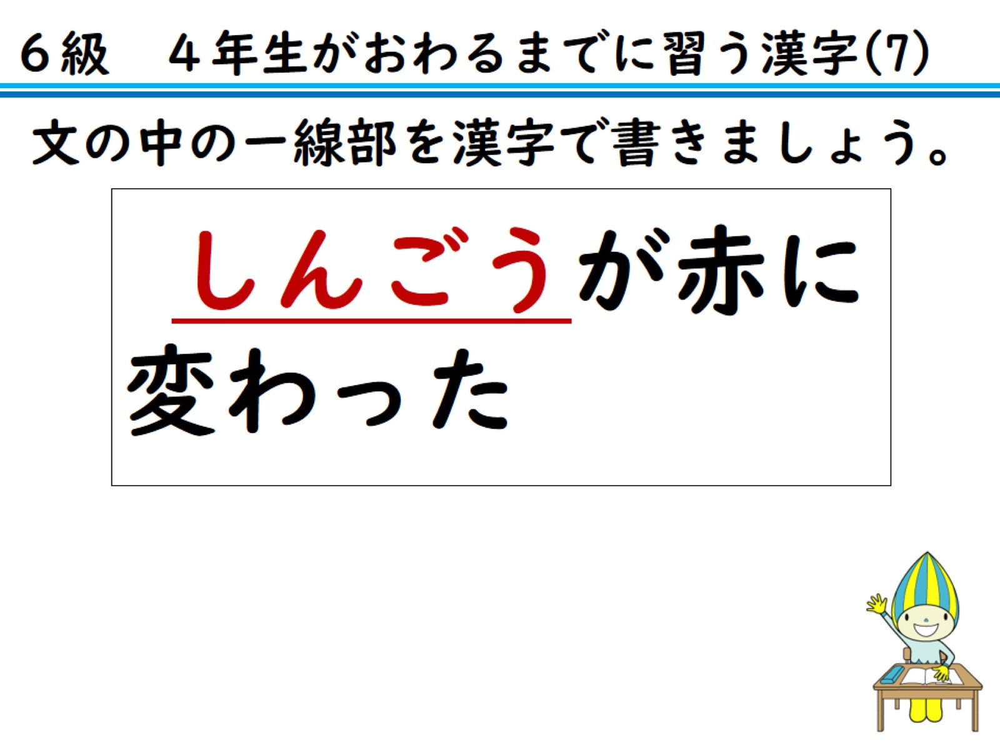 ６級　４年生がおわるまでに習う漢字(7)
文の中の一線部を漢字で書きましょう。
しんごうが赤に
変わった